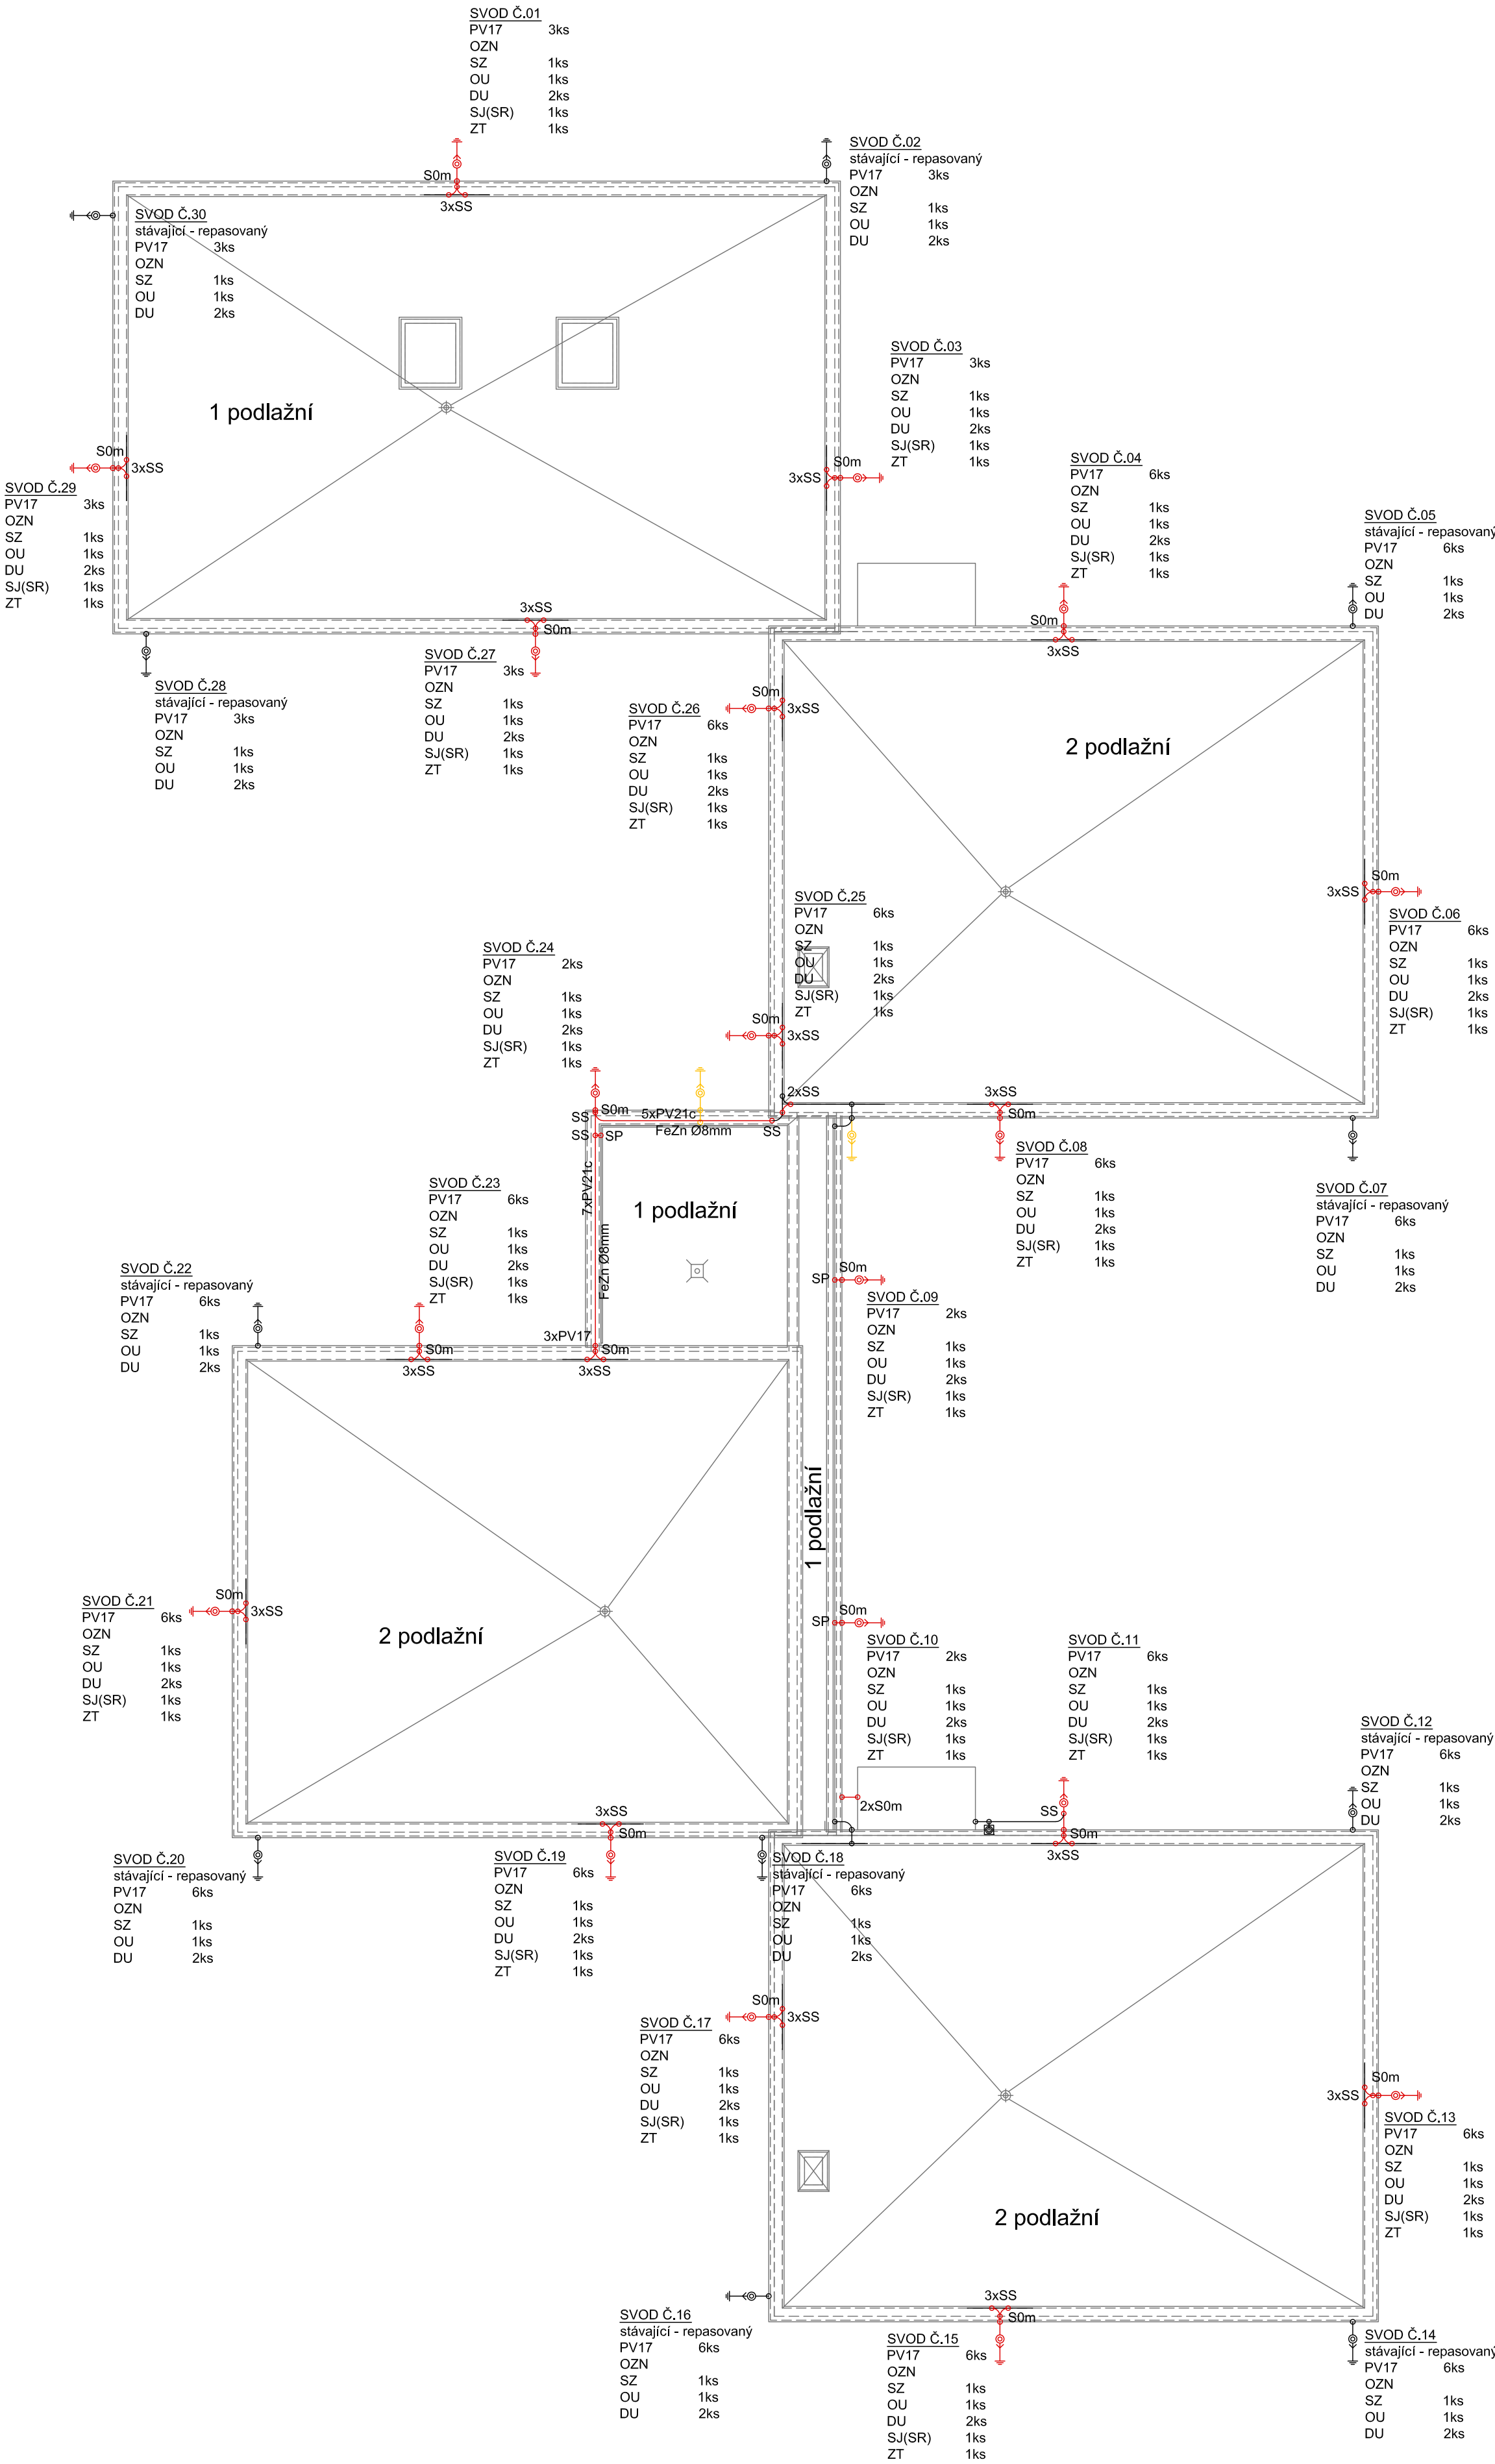 SVOD Č.01
PV17 3ks
OZN
SZ 1ks
OU 1ks
DU 2ks
SJ(SR) 1ks
ZT 1ks
S0m
3xSS
SVOD Č.02
stávající - repasovaný
PV17 3ks
OZN
SZ 1ks
OU 1ks
DU 2ks
SVOD Č.30
stávající - repasovaný
PV17 3ks
OZN
SZ 1ks
OU 1ks
DU 2ks
1 podlažní
SVOD Č.03
PV17 3ks
OZN
SZ 1ks
OU 1ks
DU 2ks
SJ(SR) 1ks
ZT 1ks
S0m
3xSS
S0m
3xSS
SVOD Č.29
PV17 3ks
OZN
SZ 1ks
OU 1ks
DU 2ks
SJ(SR) 1ks
ZT 1ks
SVOD Č.04
PV17 6ks
OZN
SZ 1ks
OU 1ks
DU 2ks
SJ(SR) 1ks
ZT 1ks
S0m
3xSS
SVOD Č.05
stávající - repasovaný
PV17 6ks
OZN
SZ 1ks
OU 1ks
DU 2ks
3xSS
S0m
SVOD Č.27
PV17 3ks
OZN
SZ 1ks
OU 1ks
DU 2ks
SJ(SR) 1ks
ZT 1ks
SVOD Č.28
stávající - repasovaný
PV17 3ks
OZN
SZ 1ks
OU 1ks
DU 2ks
S0m
3xSS
SVOD Č.26
PV17 6ks
OZN
SZ 1ks
OU 1ks
DU 2ks
SJ(SR) 1ks
ZT 1ks
2 podlažní
S0m
3xSS
SVOD Č.06
PV17 6ks
OZN
SZ 1ks
OU 1ks
DU 2ks
SJ(SR) 1ks
ZT 1ks
SVOD Č.25
PV17 6ks
OZN
SZ 1ks
OU 1ks
DU 2ks
SJ(SR) 1ks
ZT 1ks
S0m
3xSS
SVOD Č.24
PV17 2ks
OZN
SZ 1ks
OU 1ks
DU 2ks
SJ(SR) 1ks
ZT 1ks
2xSS
3xSS
S0m
SS
S0m
5xPV21c
FeZn Ø8mm
SS
SS
SP
7xPV21c
FeZn Ø8mm
1 podlažní
SVOD Č.08
PV17 6ks
OZN
SZ 1ks
OU 1ks
DU 2ks
SJ(SR) 1ks
ZT 1ks
SVOD Č.07
stávající - repasovaný
PV17 6ks
OZN
SZ 1ks
OU 1ks
DU 2ks
SVOD Č.23
PV17 6ks
OZN
SZ 1ks
OU 1ks
DU 2ks
SJ(SR) 1ks
ZT 1ks
SVOD Č.22
stávající - repasovaný
PV17 6ks
OZN
SZ 1ks
OU 1ks
DU 2ks
S0m
SP
SVOD Č.09
PV17 2ks
OZN
SZ 1ks
OU 1ks
DU 2ks
SJ(SR) 1ks
ZT 1ks
3xPV17
S0m
3xSS
S0m
3xSS
1 podlažní
S0m
3xSS
SVOD Č.21
PV17 6ks
OZN
SZ 1ks
OU 1ks
DU 2ks
SJ(SR) 1ks
ZT 1ks
2 podlažní
S0m
SP
SVOD Č.10
PV17 2ks
OZN
SZ 1ks
OU 1ks
DU 2ks
SJ(SR) 1ks
ZT 1ks
SVOD Č.11
PV17 6ks
OZN
SZ 1ks
OU 1ks
DU 2ks
SJ(SR) 1ks
ZT 1ks
SVOD Č.12
stávající - repasovaný
PV17 6ks
OZN
SZ 1ks
OU 1ks
DU 2ks
2xS0m
SS
S0m
3xSS
3xSS
S0m
SVOD Č.20
stávající - repasovaný
PV17 6ks
OZN
SZ 1ks
OU 1ks
DU 2ks
SVOD Č.19
PV17 6ks
OZN
SZ 1ks
OU 1ks
DU 2ks
SJ(SR) 1ks
ZT 1ks
SVOD Č.18
stávající - repasovaný
PV17 6ks
OZN
SZ 1ks
OU 1ks
DU 2ks
S0m
3xSS
SVOD Č.17
PV17 6ks
OZN
SZ 1ks
OU 1ks
DU 2ks
SJ(SR) 1ks
ZT 1ks
S0m
3xSS
SVOD Č.13
PV17 6ks
OZN
SZ 1ks
OU 1ks
DU 2ks
SJ(SR) 1ks
ZT 1ks
2 podlažní
3xSS
S0m
SVOD Č.16
stávající - repasovaný
PV17 6ks
OZN
SZ 1ks
OU 1ks
DU 2ks
SVOD Č.15
PV17 6ks
OZN
SZ 1ks
OU 1ks
DU 2ks
SJ(SR) 1ks
ZT 1ks
SVOD Č.14
stávající - repasovaný
PV17 6ks
OZN
SZ 1ks
OU 1ks
DU 2ks